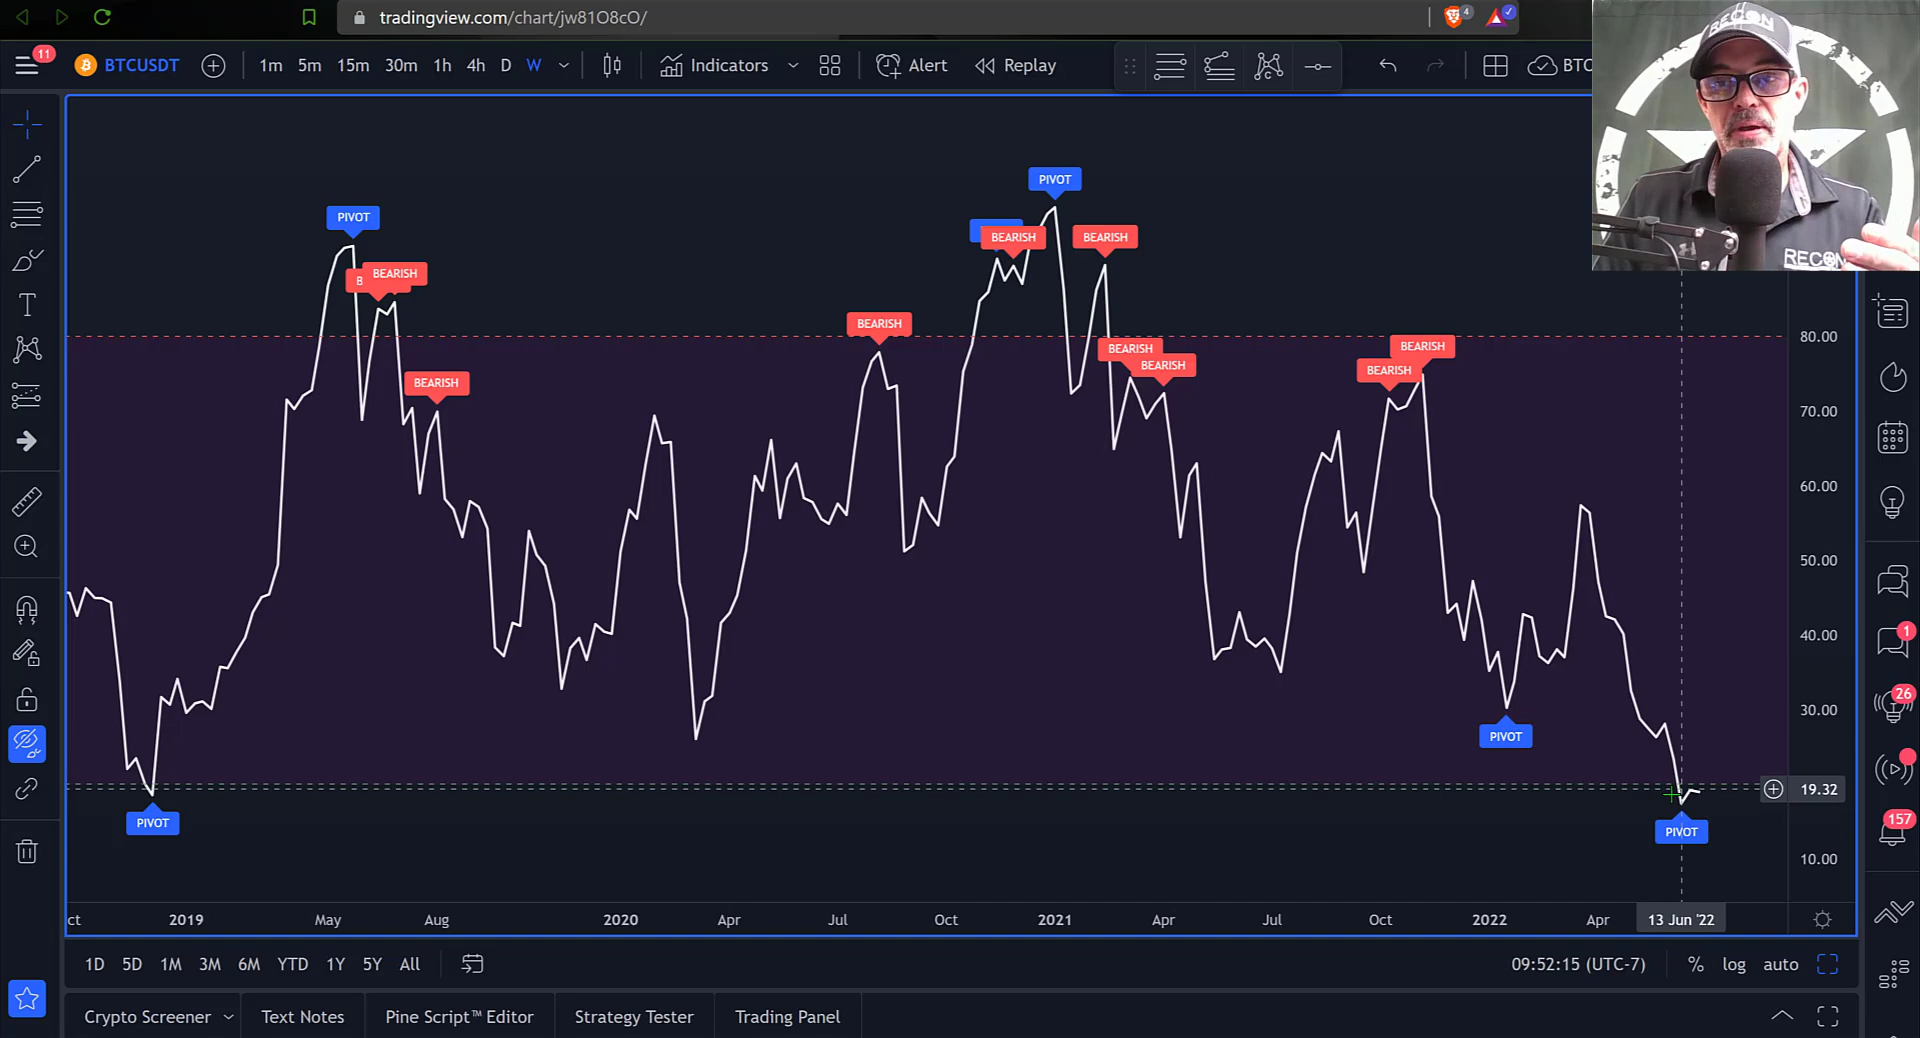 tradingview.com/chart/jw81O8cO/
4
RECON
11
BTCUSDT
1m 5m 15m 30m 1h 4h D W
Indicators
Alert
Replay
BTC
RECON
PIVOT
PIVOT
BEARISH
BEARISH
B
BEARISH
BEARISH
BEARISH
BEARISH
BEARISH
BEARISH
BEARISH
BEARISH
PIVOT
PIVOT
PIVOT
80.00
70.00
60.00
50.00
40.00
30.00
19.32
10.00
1
26
157
ct 2019 May Aug 2020 Apr Jul Oct 2021 Apr Jul Oct 2022 Apr 13 Jun '22
1D 5D 1M 3M 6M YTD 1Y 5Y All
09:52:15 (UTC-7)
% log auto
Crypto Screener Text Notes Pine Script™ Editor Strategy Tester Trading Panel